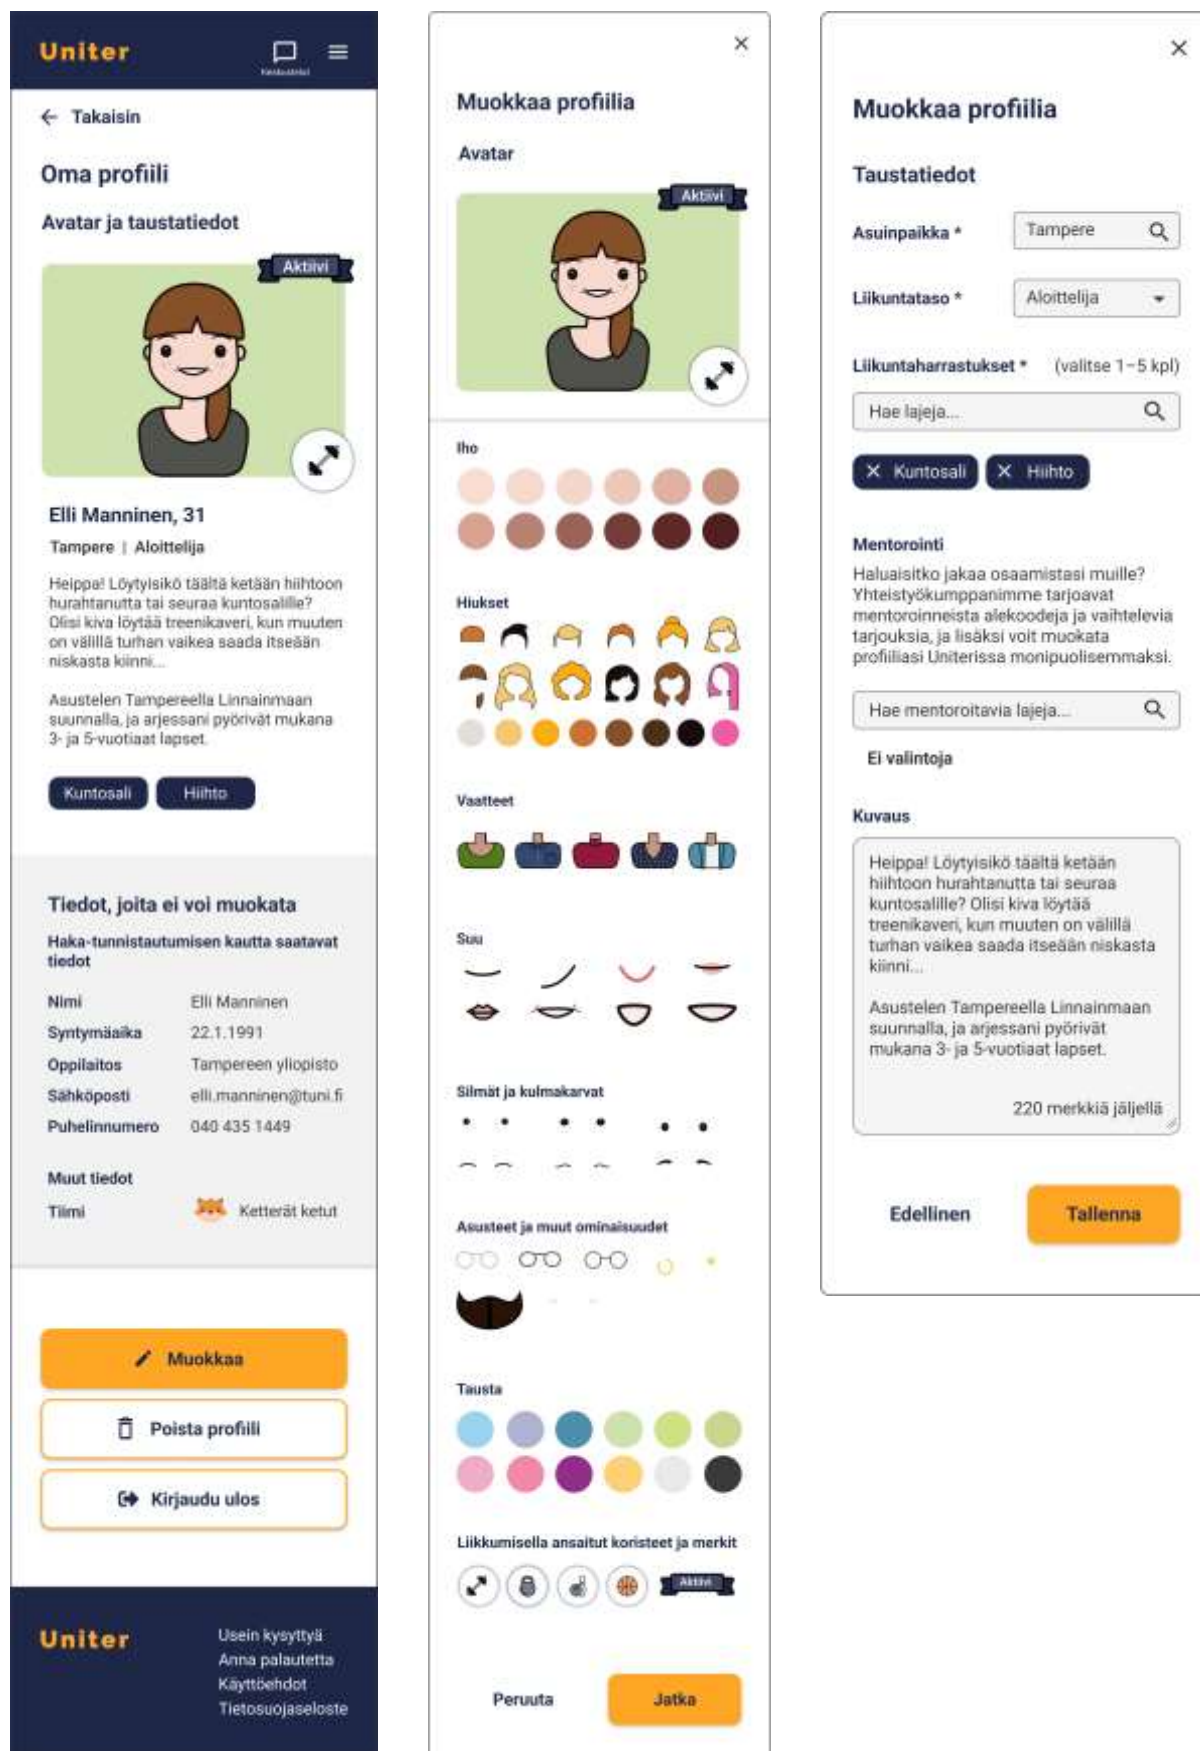 Uniter
Keskustelut
Takaisin
Oma profiili
Avatar ja taustatiedot
Aktiivi
Elli Manninen, 31
Tampere | Aloittelija
Heippa! Löytyisikö täältä ketään hiihtoon
hurahtanutta tai seuraa kuntosalille?
Olisi kiva löytää treenikaveri, kun muuten
on välillä turhan vaikea saada itseään
niskasta kiinni...
Asustelen Tampereella Linnainmaan
suunnalla, ja arjessani pyörivät mukana
3- ja 5-vuotiaat lapset.
Kuntosali Hiihto
Tiedot, joita ei voi muokata
Haka-tunnistautumisen kautta saatavat
tiedot
Nimi Elli Manninen
Syntymäaika 22.1.1991
Oppilaitos Tampereen yliopisto
Sähköposti elli.manninen@tuni.fi
Puhelinnumero 040 435 1449
Muut tiedot
Tiimi Ketterät ketut
Muokkaa
Poista profiili
Kirjaudu ulos
Uniter
Usein kysyttyä
Anna palautetta
Käyttöehdot
Tietosuojaseloste
Muokkaa profiilia
Avatar
Aktiivi
Iho
Hiukset
Vaatteet
Suu
Silmät ja kulmakarvat
Asusteet ja muut ominaisuudet
Tausta
Liikkumisella ansaitut koristeet ja merkit
Aktiivi
Peruuta Jatka
Muokkaa profiilia
Taustatiedot
Asuinpaikka * Tampere
Liikuntataso * Aloittelija
Liikuntaharrastukset * (valitse 1–5 kpl)
Hae lajeja...
Kuntosali Hiihto
Mentorointi
Haluaisitko jakaa osaamistasi muille?
Yhteistyökumppanimme tarjoavat
mentoroinneista alekoodeja ja vaihtelevia
tarjouksia, ja lisäksi voit muokata
profiiliasi Uniterissa monipuolisemmaksi.
Hae mentoroitavia lajeja...
Ei valintoja
Kuvaus
Heippa! Löytyisikö täältä ketään
hiihtoon hurahtanutta tai seuraa
kuntosalille? Olisi kiva löytää
treenikaveri, kun muuten on välillä
turhan vaikea saada itseään niskasta
kiinni...
Asustelen Tampereella Linnainmaan
suunnalla, ja arjessani pyörivät
mukana 3- ja 5-vuotiaat lapset.
220 merkkiä jäljellä
Edellinen Tallenna